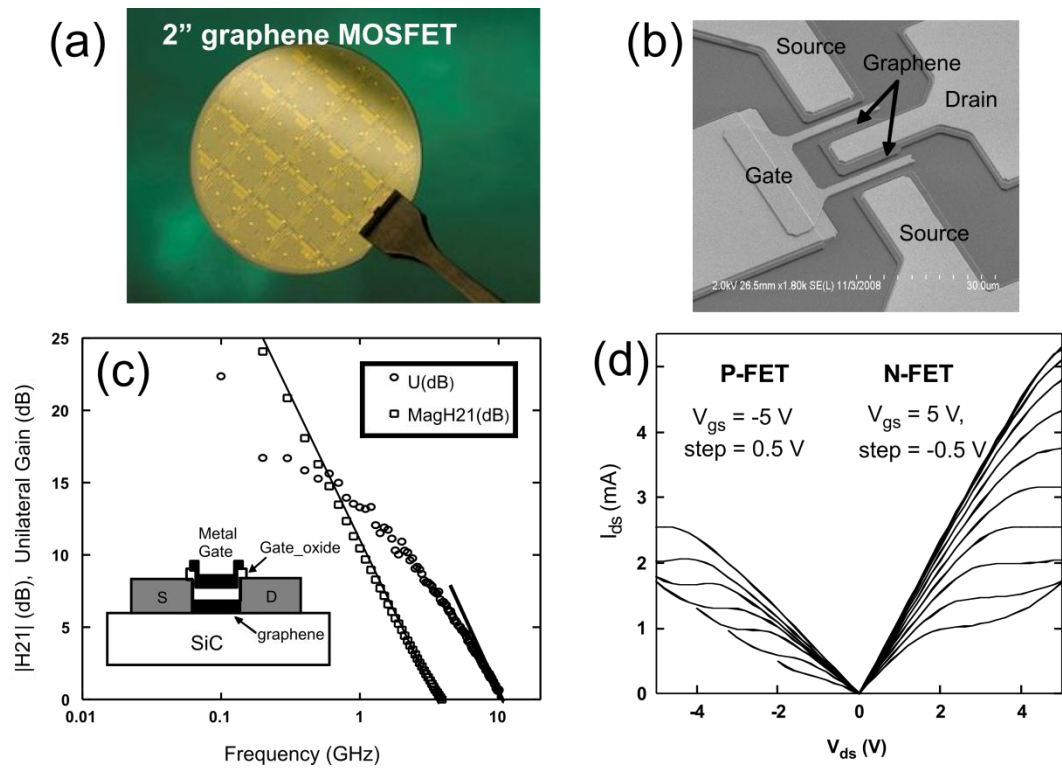 (a)
2” graphene MOSFET
(b)
Source
Graphene
Drain
Gate
Source
2.0kV 26.5mm x1.80k SE(L) 11/3/2008
30.0um
(c)
|H21| (dB), Unilateral Gain (dB)
25
20
15
10
5
0
U(dB)
MagH21(dB)
Metal
Gate
Gate_oxide
S
D
graphene
SiC
0.01
0.1
1
10
Frequency (GHz)
(d)
P-FET
N-FET
Vgs = -5 V
step = 0.5 V
Vgs = 5 V,
step = -0.5 V
Ids (mA)
5
4
3
2
1
0
-4
-2
0
2
4
Vds (V)